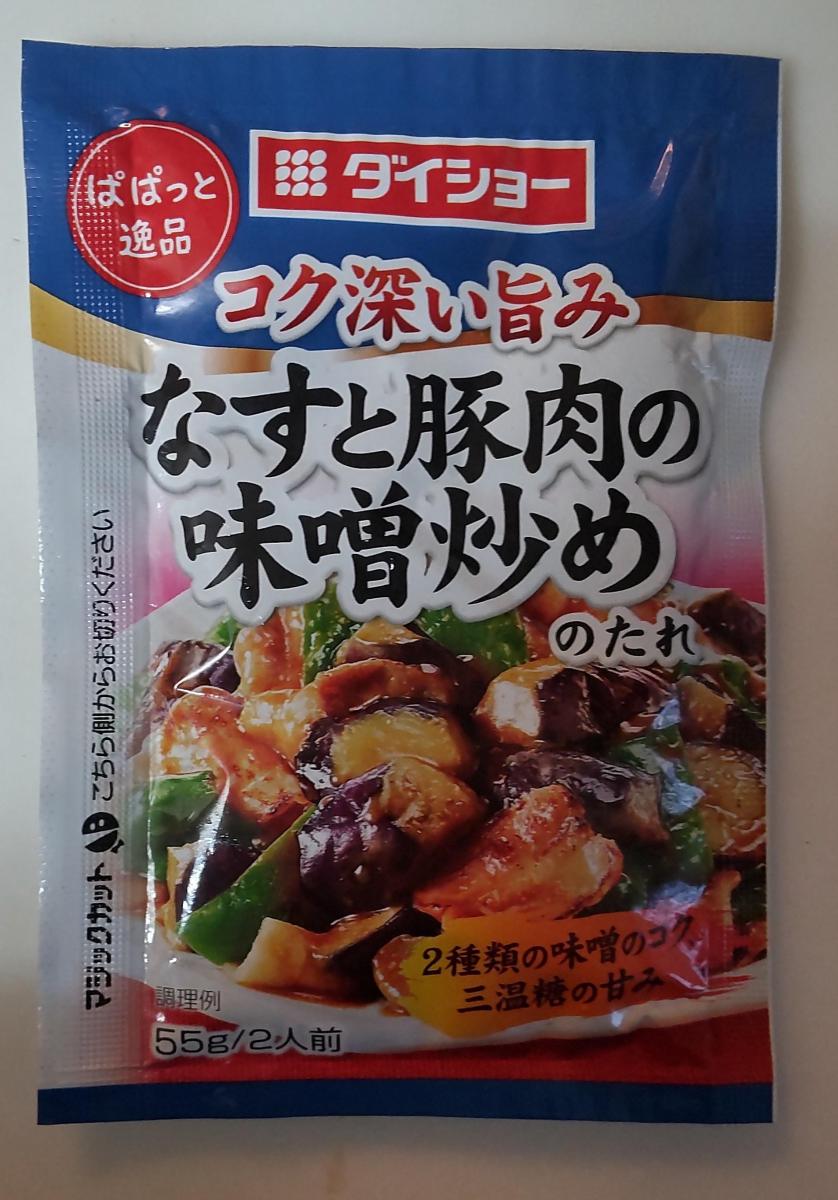 ぱぱっと
逸品
ダイショー
コク深い旨み
なすと豚肉の
味噌炒め
のたれ
マジックカット こちら側からお切りください
2種類の味噌のコク
三温糖の甘み
調理例
55g/2人前